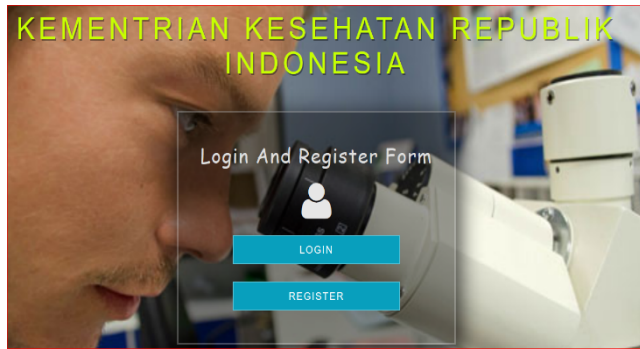 KEMENTRIAN KESEHATAN REPUBLIK
INDONESIA
Login And Register Form
LOGIN
REGISTER